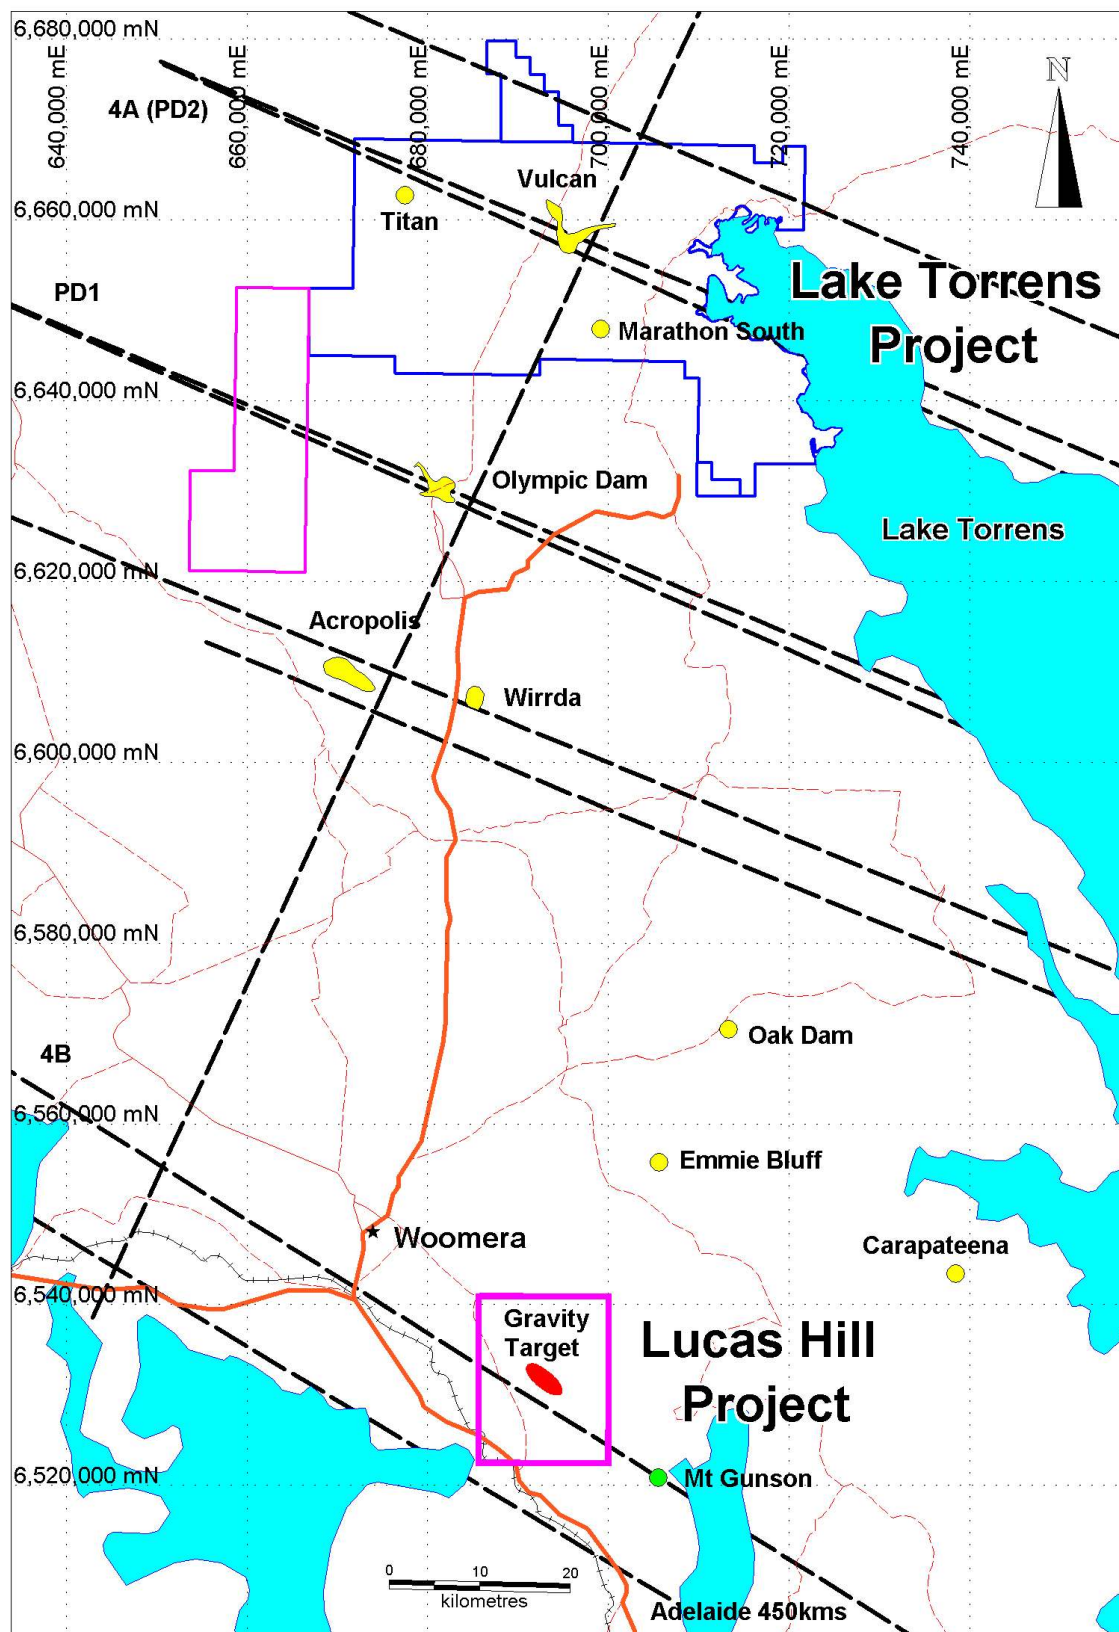 6,680,000 mN
640,000 mE
660,000 mE
680,000 mE
700,000 mE
720,000 mE
740,000 mE
N
4A (PD2)
Vulcan
Titan
6,660,000 mN
Lake Torrens
Project
PD1
Marathon South
6,640,000 mN
Olympic Dam
Lake Torrens
6,620,000 mN
Acropolis
Wirrda
6,600,000 mN
6,580,000 mN
Oak Dam
4B
6,560,000 mN
Emmie Bluff
Woomera
Carapateena
6,540,000 mN
Gravity
Target
Lucas Hill
Project
6,520,000 mN
Mt Gunson
0 10 20
kilometres
Adelaide 450kms